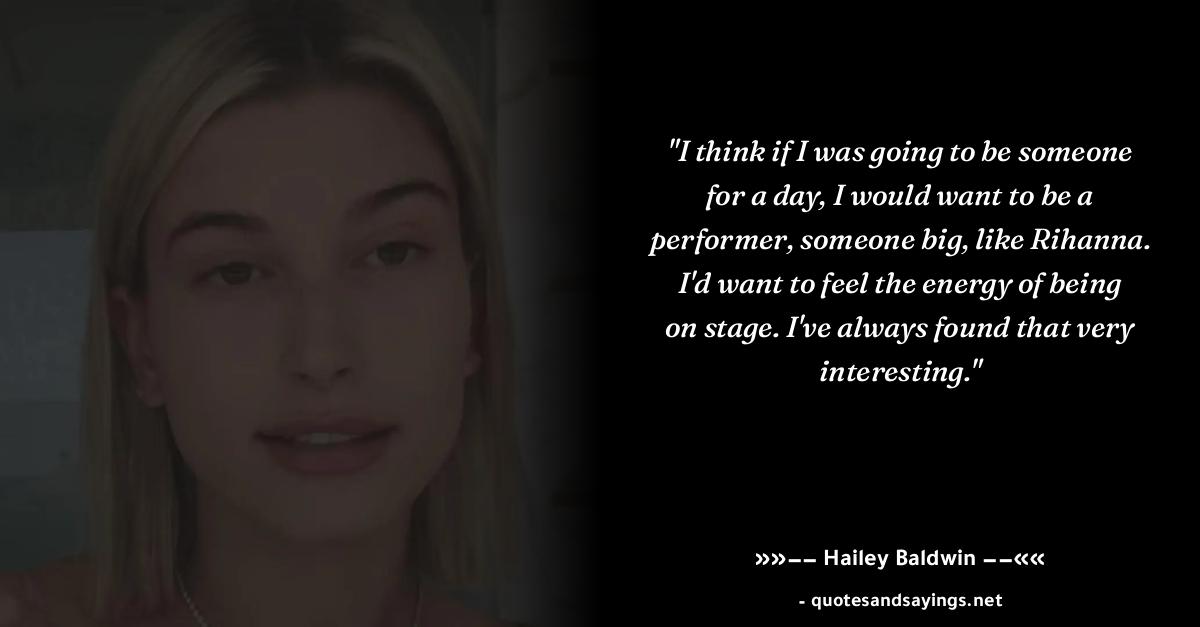 "I think if I was going to be someone
for a day, I would want to be a
performer, someone big, like Rihanna.
I'd want to feel the energy of being
on stage. I've always found that very
interesting."
»»–– Hailey Baldwin ––««
- quotesandsayings.net